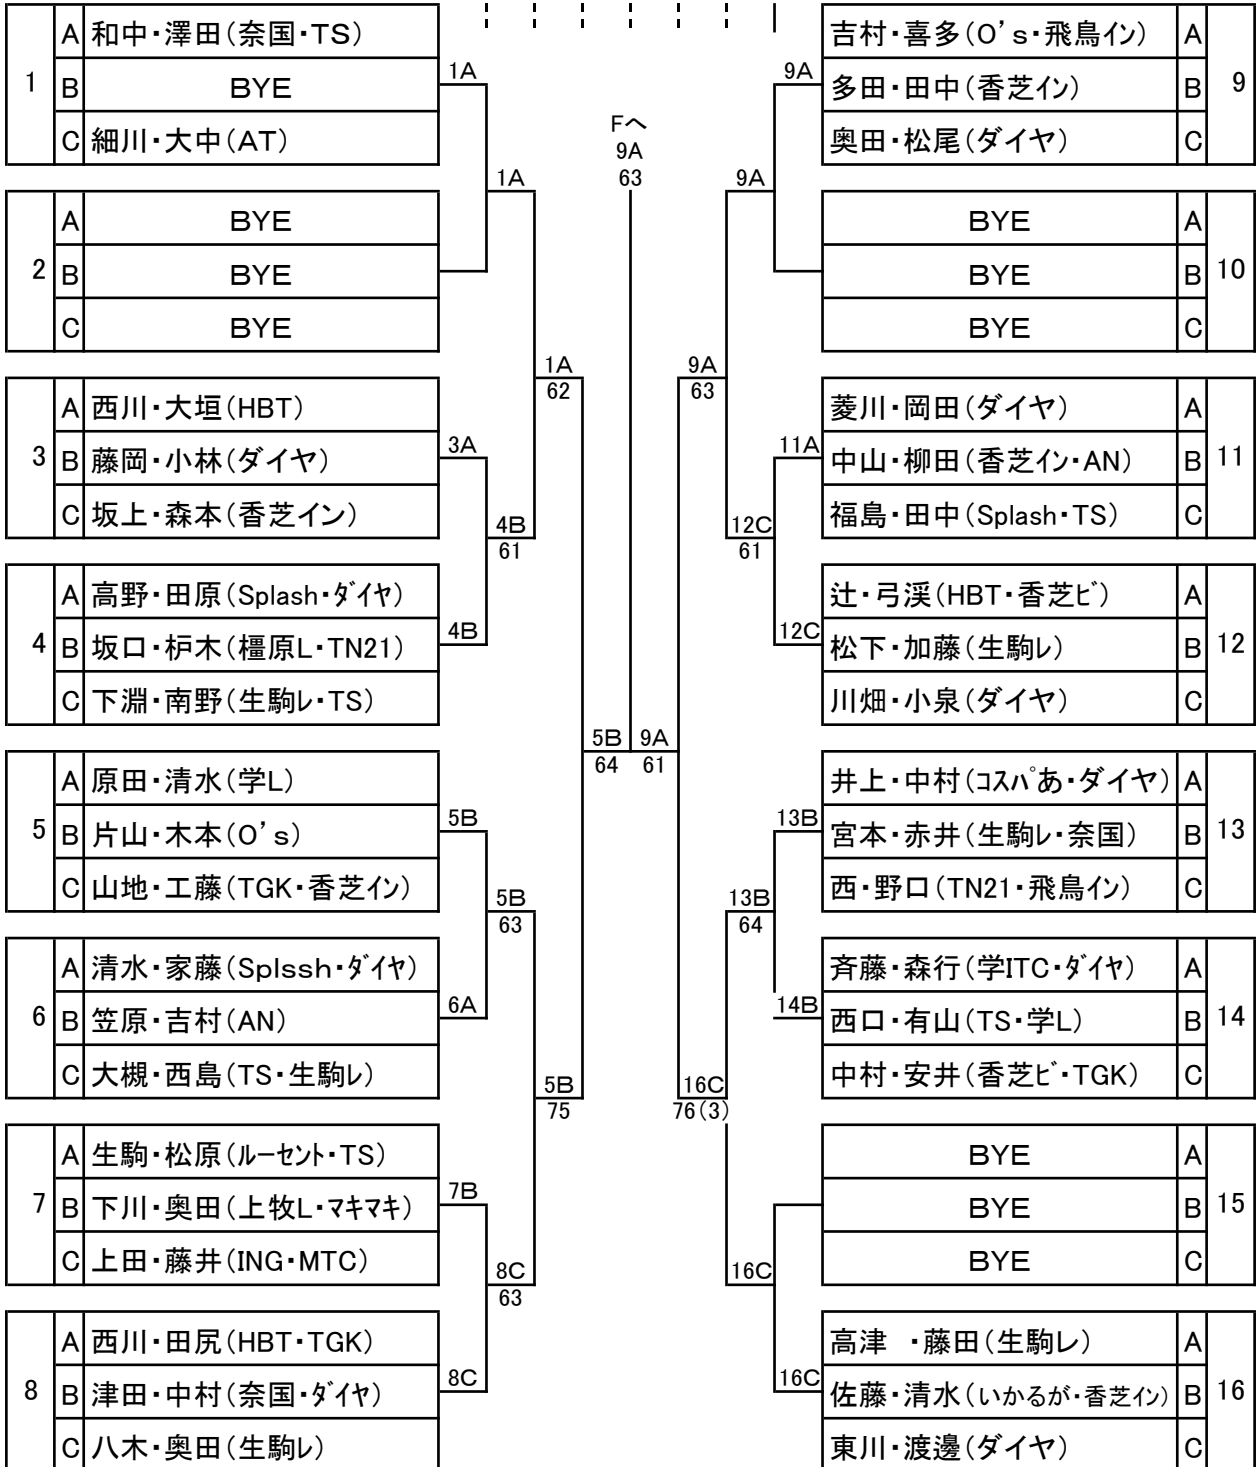 1
A 和中・澤田(奈国・TS)
B BYE
C 細川・大中(AT)
2
A BYE
B BYE
C BYE
3
A 西川・大垣(HBT)
B 藤岡・小林(ダイヤ)
C 坂上・森本(香芝イン)
4
A 高野・田原(Splash・ダイヤ)
B 坂口・枦木(橿原L・TN21)
C 下淵・南野(生駒レ・TS)
5
A 原田・清水(学L)
B 片山・木本(O's)
C 山地・工藤(TGK・香芝イン)
6
A 清水・家藤(Splssh・ダイヤ)
B 笠原・吉村(AN)
C 大槻・西島(TS・生駒レ)
7
A 生駒・松原(ルーセント・TS)
B 下川・奥田(上牧L・マキマキ)
C 上田・藤井(ING・MTC)
8
A 西川・田尻(HBT・TGK)
B 津田・中村(奈国・ダイヤ)
C 八木・奥田(生駒レ)
1A
3A
4B
5B
6A
7B
8C
1A
4B
61
5B
63
8C
63
1A
62
5B
75
5B
64
Fへ
9A
63
9A
61
9A
63
16C
76(3)
9A
12C
61
13B
64
16C
9A
11A
12C
13B
14B
16C
吉村・喜多(O's・飛鳥イン) A
多田・田中(香芝イン) B
奥田・松尾(ダイヤ) C
9
BYE A
BYE B
BYE C
10
菱川・岡田(ダイヤ) A
中山・柳田(香芝イン・AN) B
福島・田中(Splash・TS) C
11
辻・弓渓(HBT・香芝ビ) A
松下・加藤(生駒レ) B
川畑・小泉(ダイヤ) C
12
井上・中村(コスパあ・ダイヤ) A
宮本・赤井(生駒レ・奈国) B
西・野口(TN21・飛鳥イン) C
13
斉藤・森行(学ITC・ダイヤ) A
西口・有山(TS・学L) B
中村・安井(香芝ビ・TGK) C
14
BYE A
BYE B
BYE C
15
高津 ・藤田(生駒レ) A
佐藤・清水(いかるが・香芝イン) B
東川・渡邊(ダイヤ) C
16